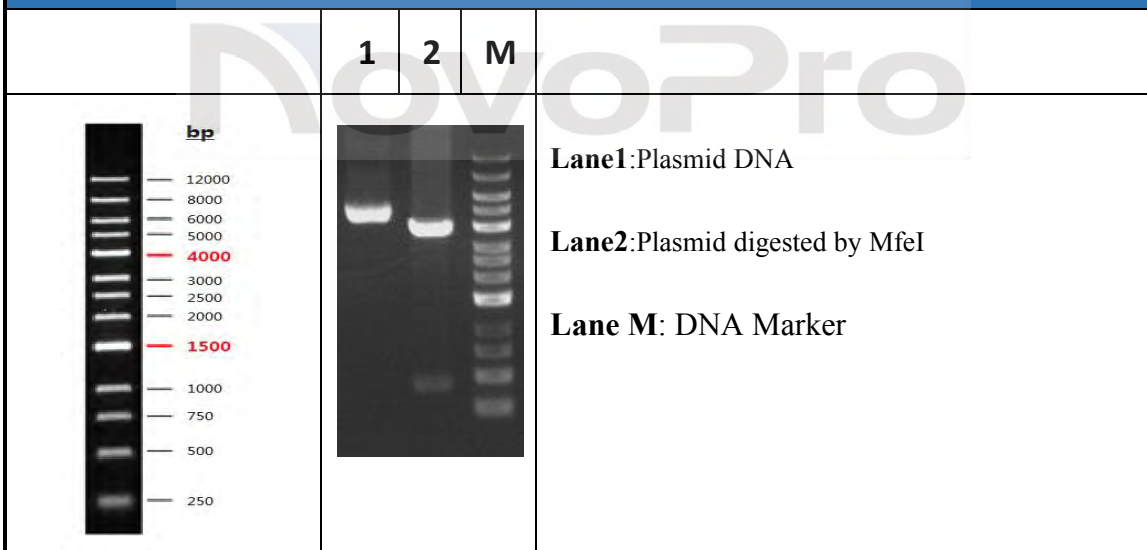 NovoPro
1 2 M
bp
12000
8000
6000
5000
4000
3000
2500
2000
1500
1000
750
500
250
Lane1:Plasmid DNA
Lane2:Plasmid digested by MfeI
Lane M: DNA Marker